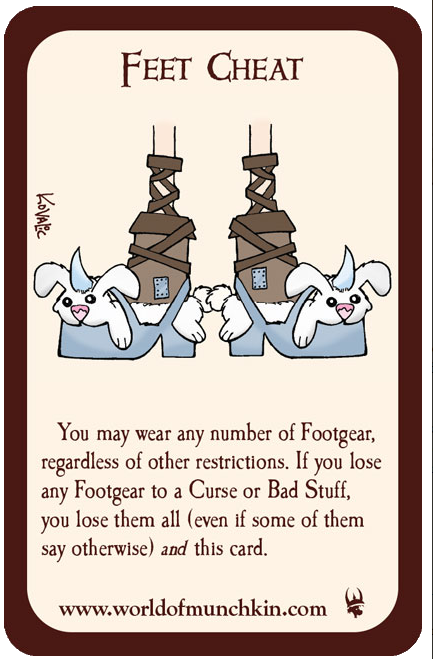 FEET CHEAT
KOVALIC
You may wear any number of Footgear,
regardless of other restrictions. If you lose
any Footgear to a Curse or Bad Stuff,
you lose them all (even if some of them
say otherwise) and this card.
www.worldofmunchkin.com